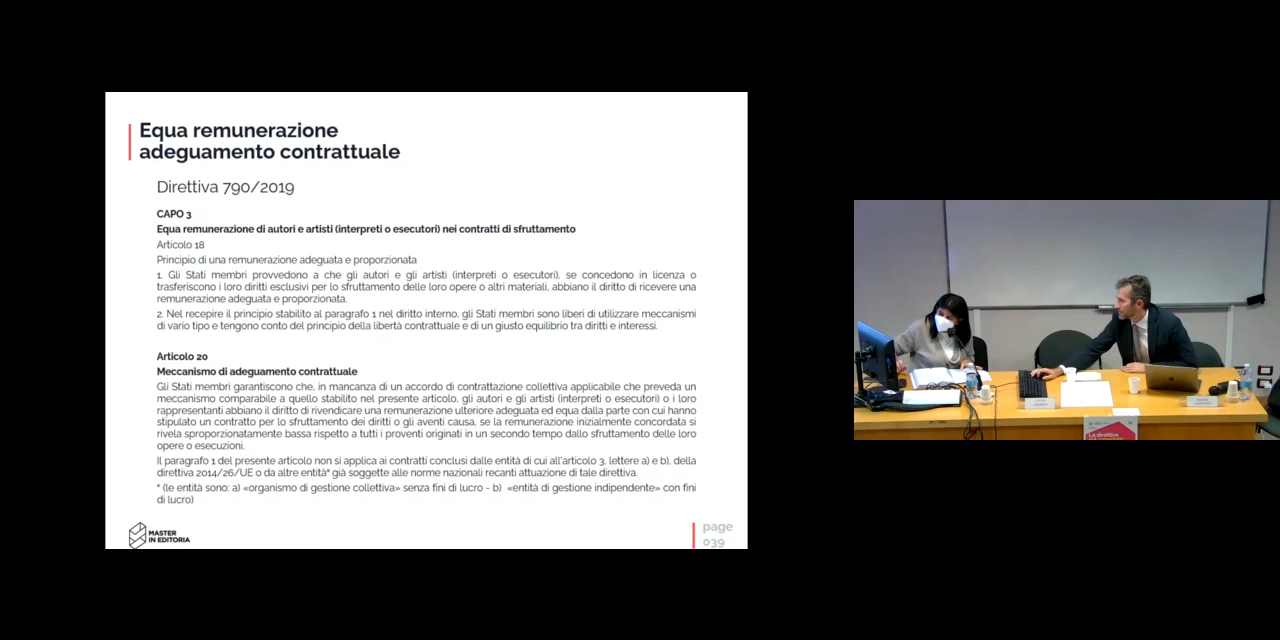 Equa remunerazione
adeguamento contrattuale
Direttiva 790/2019
CAPO 3
Equa remunerazione di autori e artisti (interpreti o esecutori) nei contratti di sfruttamento
Articolo 18
Principio di una remunerazione adeguata e proporzionata
1. Gli Stati membri provvedono a che gli autori e gli artisti (interpreti o esecutori), se concedono in licenza o
trasferiscono i loro diritti esclusivi per lo sfruttamento delle loro opere o altri materiali, abbiano il diritto di ricevere una
remunerazione adeguata e proporzionata.
2. Nel recepire il principio stabilito al paragrafo 1 nel diritto interno, gli Stati membri sono liberi di utilizzare meccanismi
di vario tipo e tengono conto del principio della libertà contrattuale e di un giusto equilibrio tra diritti e interessi.
Articolo 20
Meccanismo di adeguamento contrattuale
Gli Stati membri garantiscono che, in mancanza di un accordo di contrattazione collettiva applicabile che preveda un
meccanismo comparabile a quello stabilito nel presente articolo, gli autori e gli artisti (interpreti o esecutori) o i loro
rappresentanti abbiano il diritto di rivendicare una remunerazione ulteriore adeguata ed equa dalla parte con cui hanno
stipulato un contratto per lo sfruttamento dei diritti o gli aventi causa, se la remunerazione inizialmente concordata si
rivela sproporzionatamente bassa rispetto a tutti i proventi originati in un secondo tempo dallo sfruttamento delle loro
opere o esecuzioni.
Il paragrafo 1 del presente articolo non si applica ai contratti conclusi dalle entità di cui all'articolo 3, lettere a) e b), della
direttiva 2014/26/UE o da altre entità* già soggette alle norme nazionali recanti attuazione di tale direttiva.
* (le entità sono: a) «organismo di gestione collettiva» senza fini di lucro - b) «entità di gestione indipendente» con fini
di lucro)
MASTER
IN EDITORIA
page
039
La direttiva